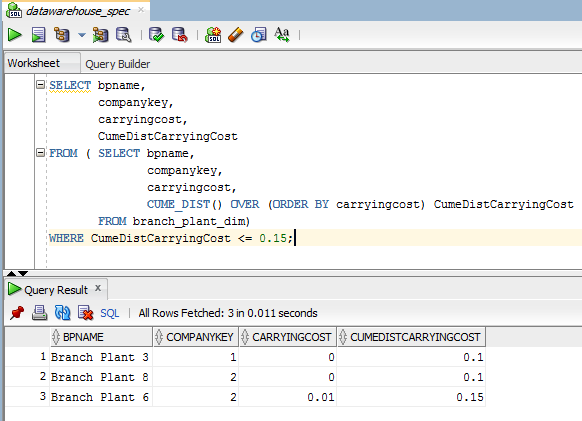 datawarehouse_spec
Worksheet Query Builder
SELECT bpname,
companykey,
carryingcost,
CumeDistCarryingCost
FROM ( SELECT bpname,
companykey,
carryingcost,
CUME_DIST() OVER (ORDER BY carryingcost) CumeDistCarryingCost
FROM branch_plant_dim)
WHERE CumeDistCarryingCost <= 0.15;
Query Result x
SQL | All Rows Fetched: 3 in 0.011 seconds
BPNAME COMPANYKEY CARRYINGCOST CUMEDISTCARRYINGCOST
1 Branch Plant 3 1 0 0.1
2 Branch Plant 8 2 0 0.1
3 Branch Plant 6 2 0.01 0.15